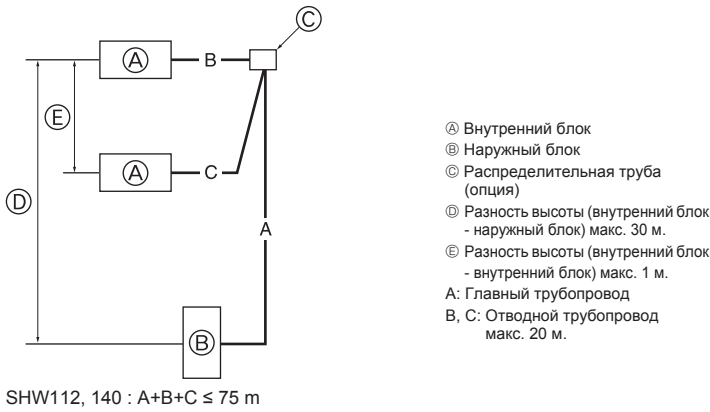 Ⓒ
Ⓐ
B
Ⓔ
Ⓐ
C
Ⓓ
A
Ⓑ
SHW112, 140 : A+B+C ≤ 75 m
Ⓐ Внутренний блок
Ⓑ Наружный блок
Ⓒ Распределительная труба
(опция)
Ⓓ Разность высоты (внутренний блок
- наружный блок) макс. 30 м.
Ⓔ Разность высоты (внутренний блок
- внутренний блок) макс. 1 м.
A: Главный трубопровод
B, C: Отводной трубопровод
макс. 20 м.